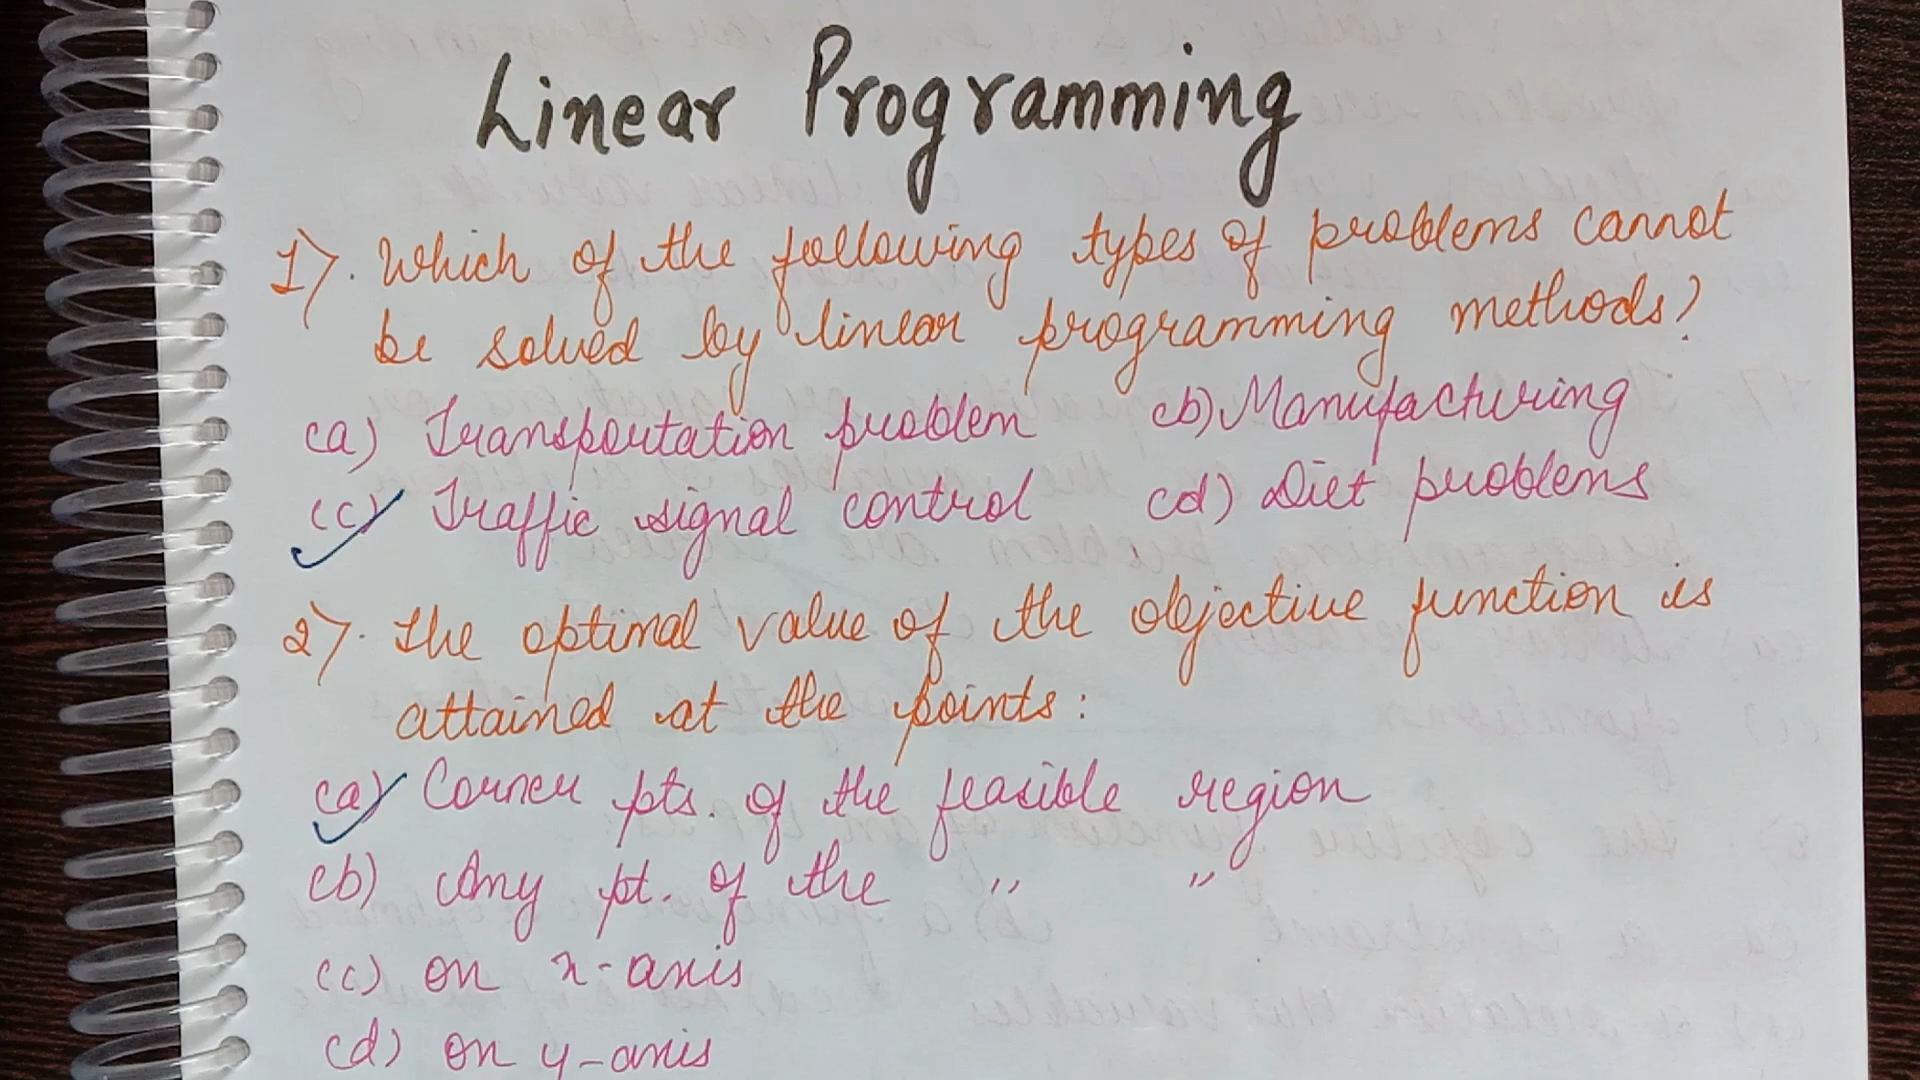 Linear Programming
1). Which of the following types of problems cannot
be solved by linear programming methods?
(a) Transportation problem (b) Manufacturing
(c) Traffic signal control (d) Diet problems
2). The optimal value of the objective function is
attained at the points:
(a) Corner pts. of the feasible region
(b) Any pt. of the " "
(c) on x-axis
(d) on y-axis